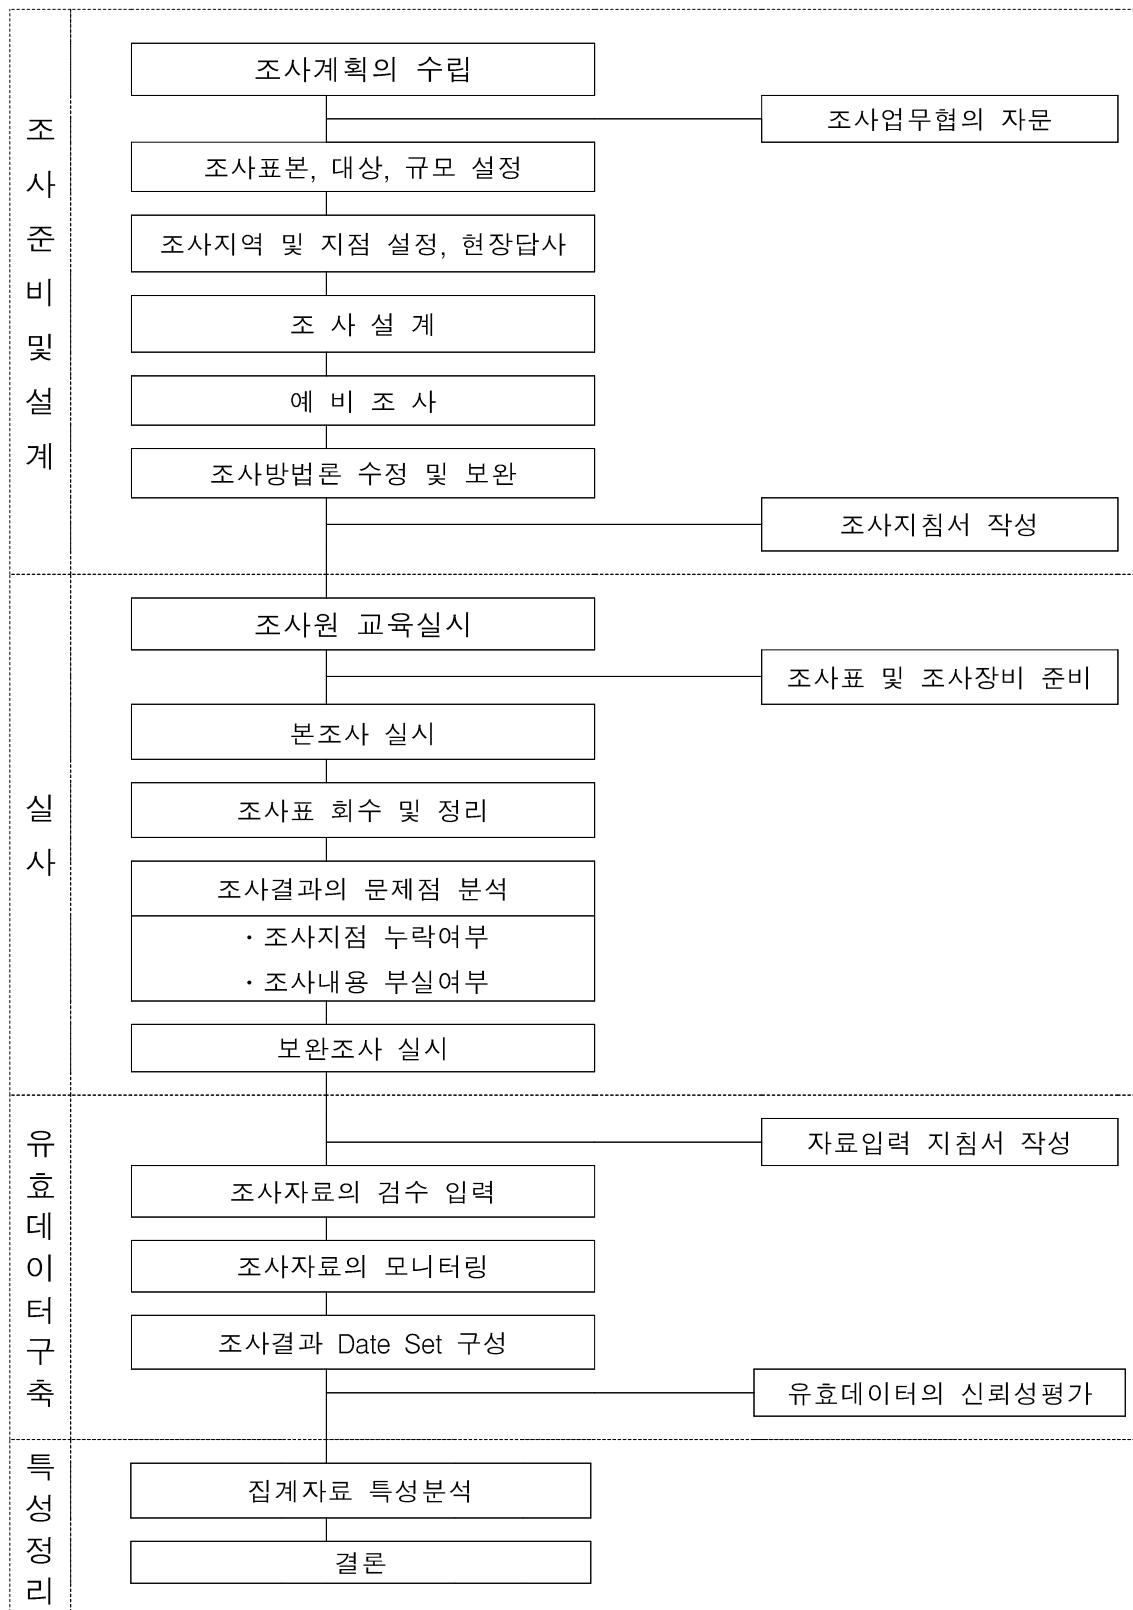 조사준비및설계
조사계획의 수립
조사업무협의 자문
조사표본, 대상, 규모 설정
조사지역 및 지점 설정, 현장답사
조 사 설 계
예 비 조 사
조사방법론 수정 및 보완
조사지침서 작성
실사
조사원 교육실시
조사표 및 조사장비 준비
본조사 실시
조사표 회수 및 정리
조사결과의 문제점 분석
· 조사지점 누락여부
· 조사내용 부실여부
보완조사 실시
유효데이터구축
자료입력 지침서 작성
조사자료의 검수 입력
조사자료의 모니터링
조사결과 Date Set 구성
유효데이터의 신뢰성평가
특성정리
집계자료 특성분석
결론